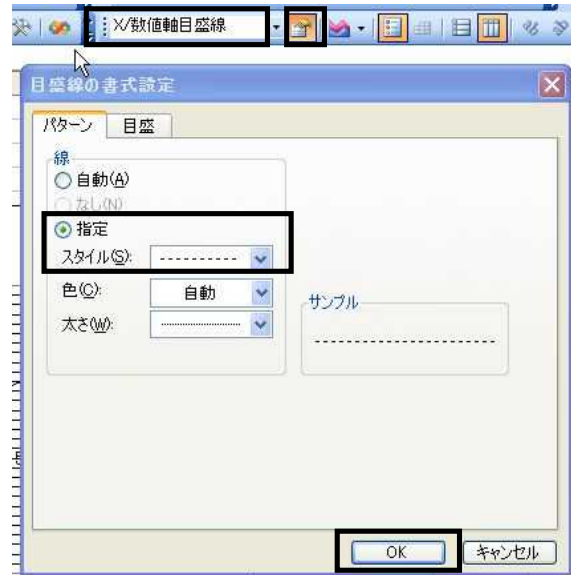 X/数値軸目盛線
目盛線の書式設定
パターン 目盛
線
自動(A)
なし(N)
指定
スタイル(S):
色(C): 自動
サンプル
太さ(W):
OK キャンセル